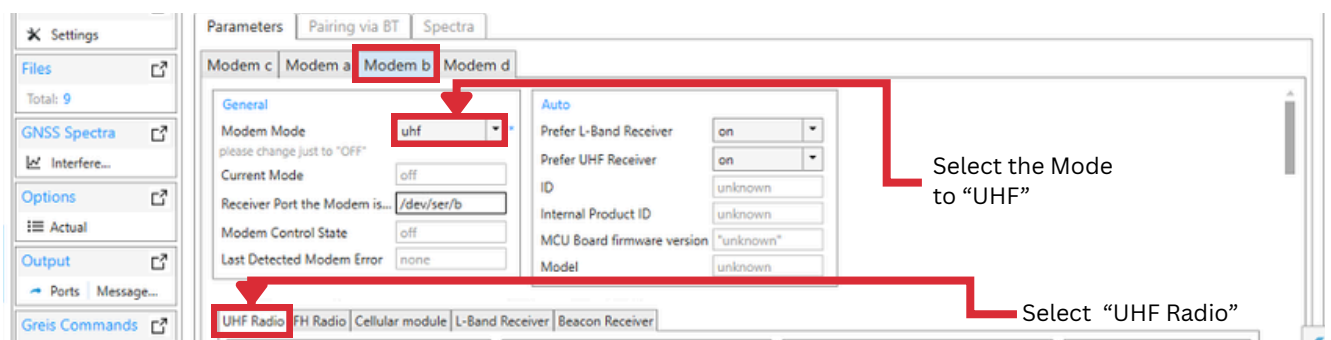 Settings
Files
Total: 9
GNSS Spectra
Interfere...
Options
Actual
Output
Ports Message...
Greis Commands
Parameters Pairing via BT Spectra
Modem c Modem a Modem b Modem d
General
Modem Mode uhf *
please change just to "OFF"
Current Mode off
Receiver Port the Modem is... /dev/ser/b
Modem Control State off
Last Detected Modem Error none
Auto
Prefer L-Band Receiver on
Prefer UHF Receiver on
ID unknown
Internal Product ID unknown
MCU Board firmware version "unknown"
Model unknown
Select the Mode
to “UHF”
UHF Radio FH Radio Cellular module L-Band Receiver Beacon Receiver
Select “UHF Radio”